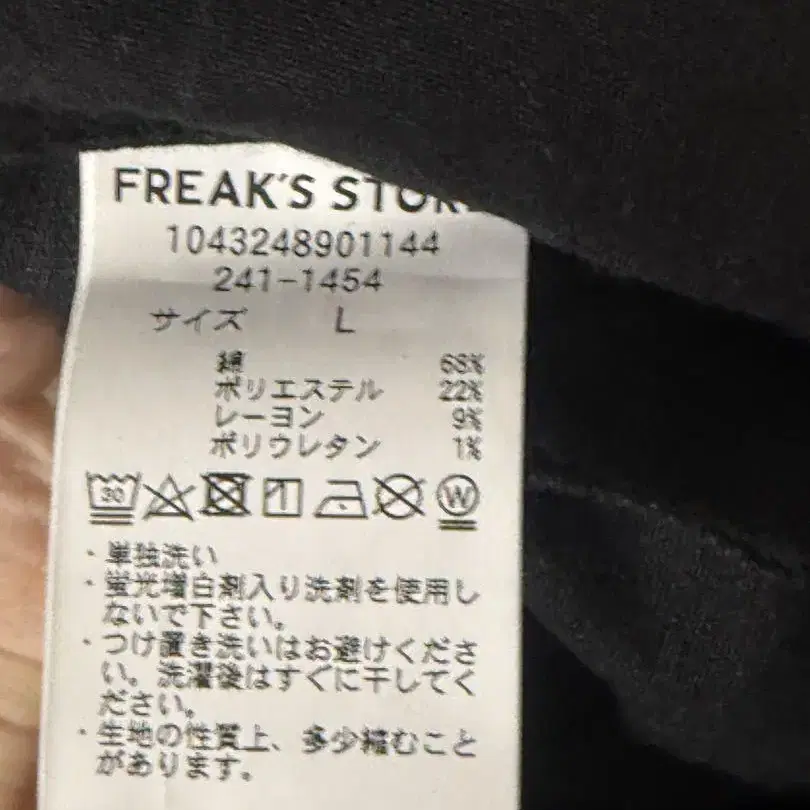 FREAK'S STOR
1043248901144
241-1454
サイズ L
綿 68%
ポリエステル 22%
レーヨン 9%
ポリウレタン 1%
30 W
・単独洗い
・蛍光増白剤入り洗剤を使用し
ないで下さい。
・つけ置き洗いはお避けくださ
い。洗濯後はすぐに干してく
ださい。
・生地の性質上、多少縮むこと
があります。